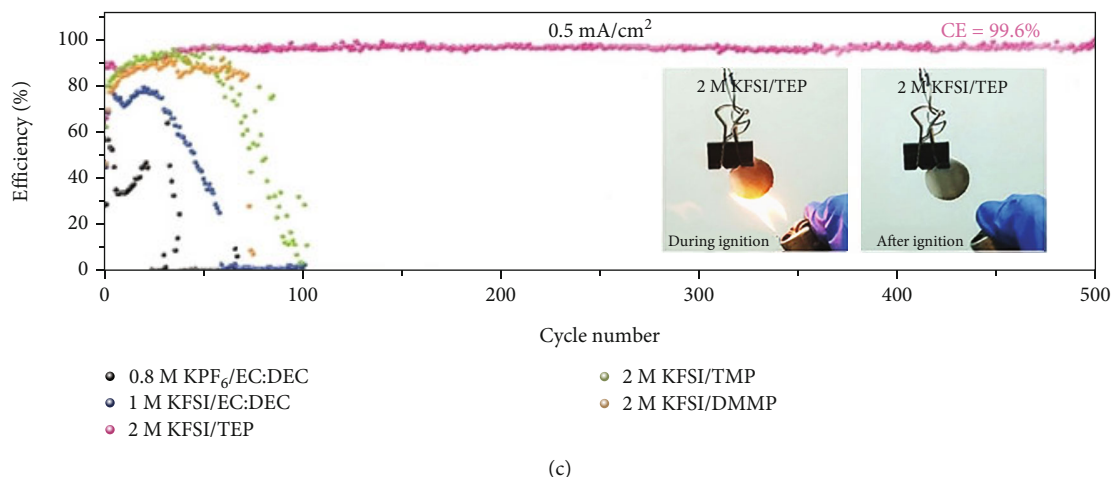 0.5 mA/cm²
CE = 99.6%
Efficiency (%)
100
80
60
40
20
0
2 M KFSI/TEP
2 M KFSI/TEP
During ignition
After ignition
0
100
200
300
400
500
Cycle number
0.8 M KPF₆/EC:DEC
1 M KFSI/EC:DEC
2 M KFSI/TEP
2 M KFSI/TMP
2 M KFSI/DMMP
(c)